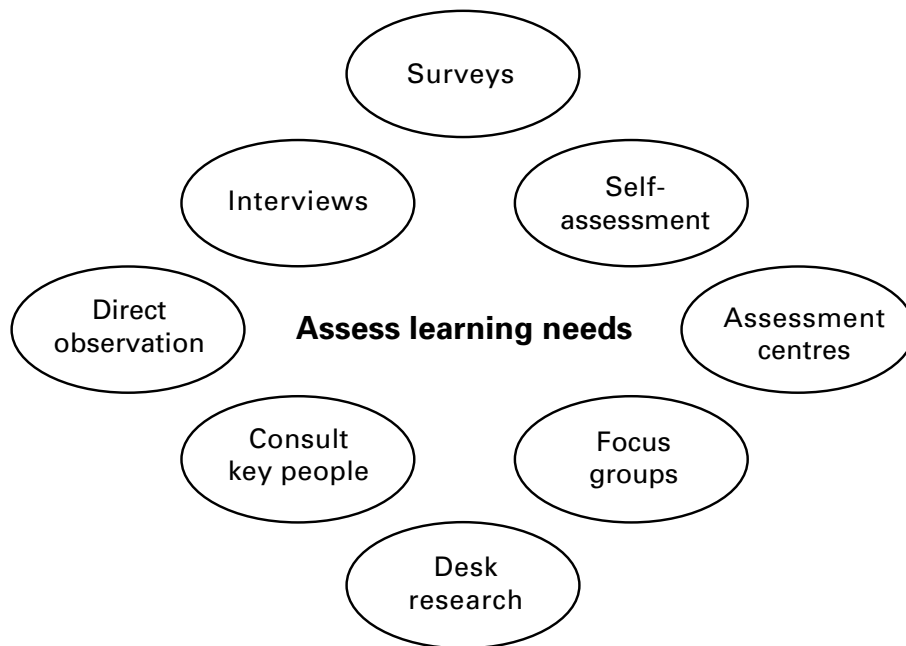 Surveys
Interviews
Self-
assessment
Direct
observation
Assess learning needs
Assessment
centres
Consult
key people
Focus
groups
Desk
research